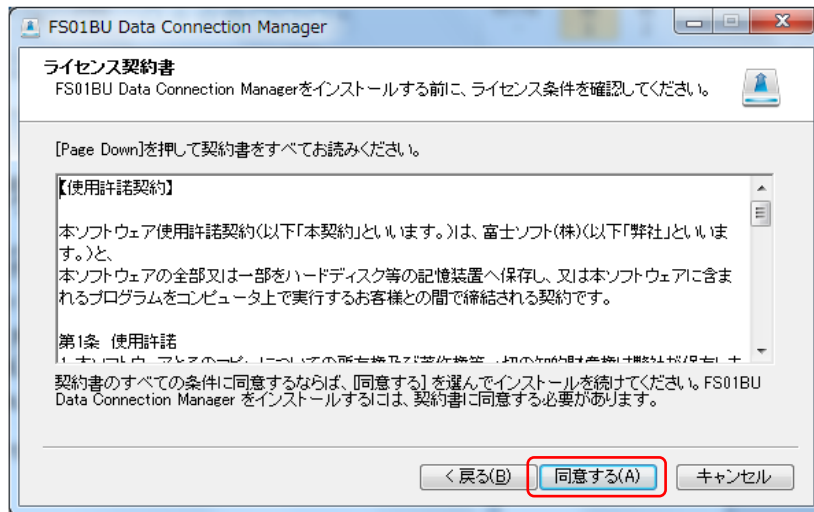 FS01BU Data Connection Manager
ライセンス契約書
FS01BU Data Connection Managerをインストールする前に、ライセンス条件を確認してください。
[Page Down]を押して契約書をすべてお読みください。
【使用許諾契約】
本ソフトウェア使用許諾契約(以下「本契約」といいます。)は、富士ソフト(株)(以下「弊社」といいま
す。)と、
本ソフトウェアの全部又は一部をハードディスク等の記憶装置へ保存し、又は本ソフトウェアに含ま
れるプログラムをコンピュータ上で実行するお客様との間で締結される契約です。
第1条 使用許諾
契約書のすべての条件に同意するならば、[同意する] を選んでインストールを続けてください。FS01BU
Data Connection Manager をインストールするには、契約書に同意する必要があります。
< 戻る(B)
同意する(A)
キャンセル